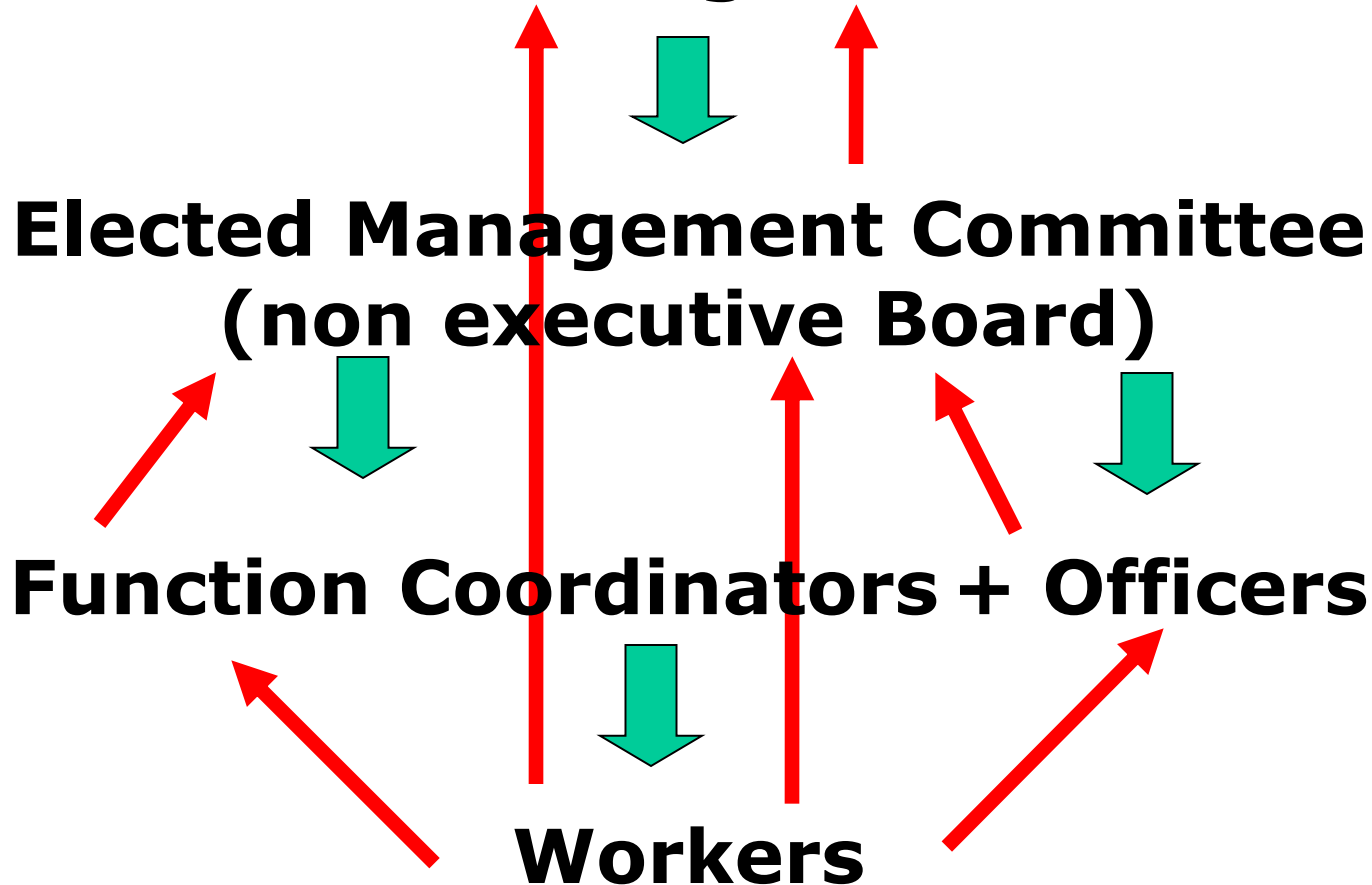 Elected Management Committee
(non executive Board)
Function Coordinators + Officers
Workers